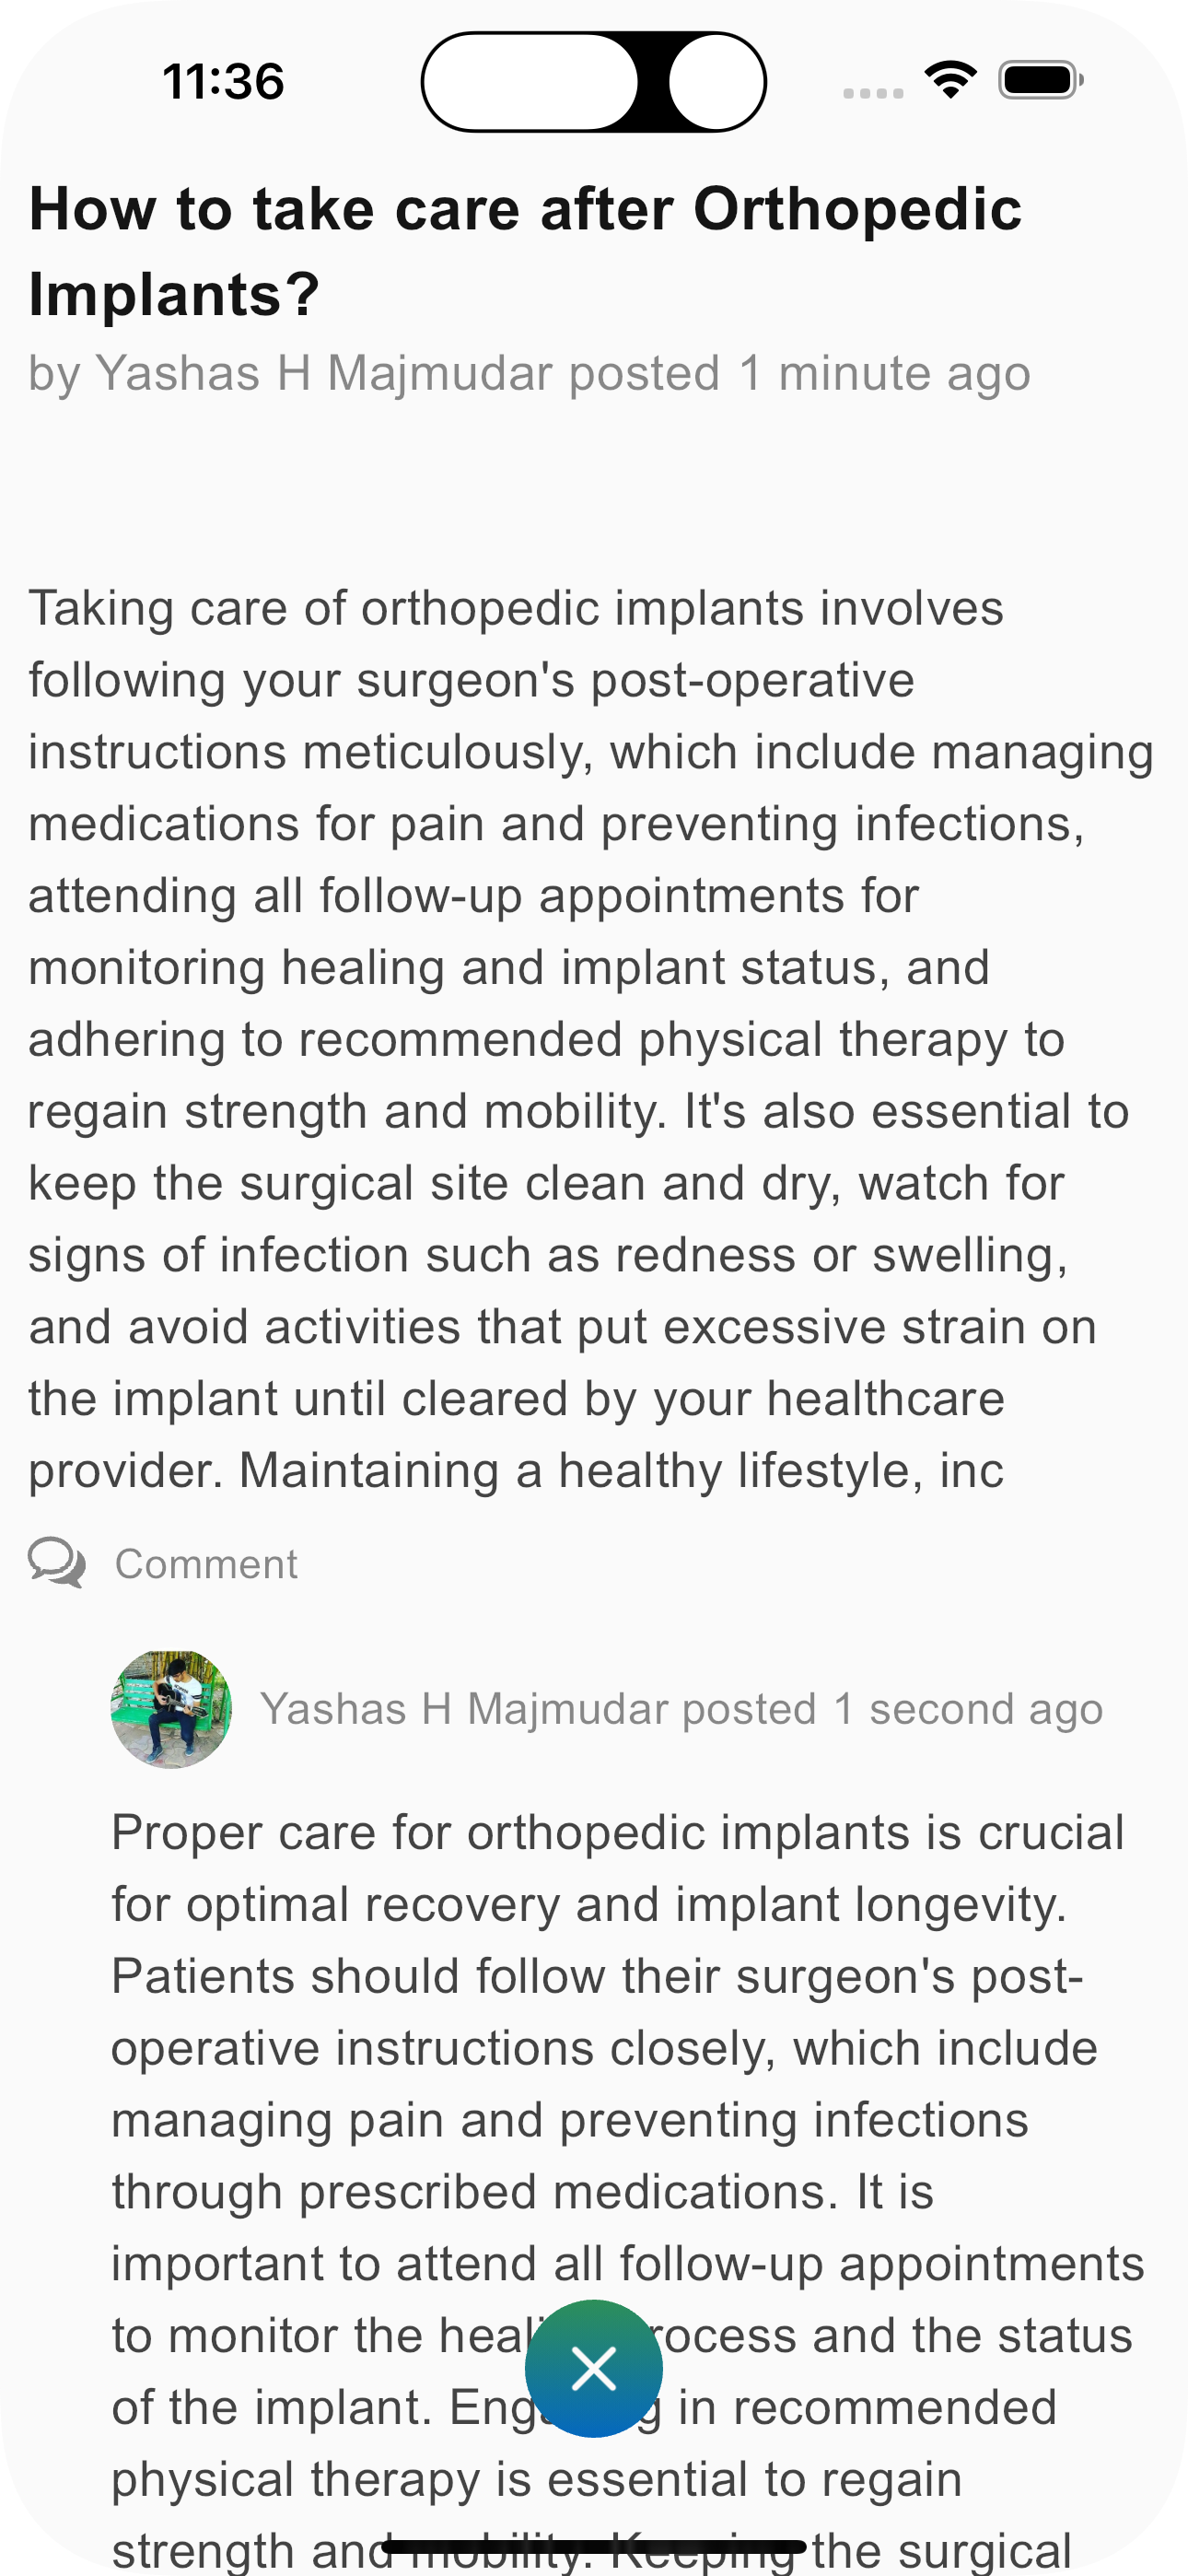 11:36
How to take care after Orthopedic
Implants?
by Yashas H Majmudar posted 1 minute ago
Taking care of orthopedic implants involves
following your surgeon's post-operative
instructions meticulously, which include managing
medications for pain and preventing infections,
attending all follow-up appointments for
monitoring healing and implant status, and
adhering to recommended physical therapy to
regain strength and mobility. It's also essential to
keep the surgical site clean and dry, watch for
signs of infection such as redness or swelling,
and avoid activities that put excessive strain on
the implant until cleared by your healthcare
provider. Maintaining a healthy lifestyle, inc
Comment
Yashas H Majmudar posted 1 second ago
Proper care for orthopedic implants is crucial
for optimal recovery and implant longevity.
Patients should follow their surgeon's post-
operative instructions closely, which include
managing pain and preventing infections
through prescribed medications. It is
important to attend all follow-up appointments
to monitor the and the status
of the implant. in recommended
physical therapy is essential to regain
strength and mobility. Keeping the surgical